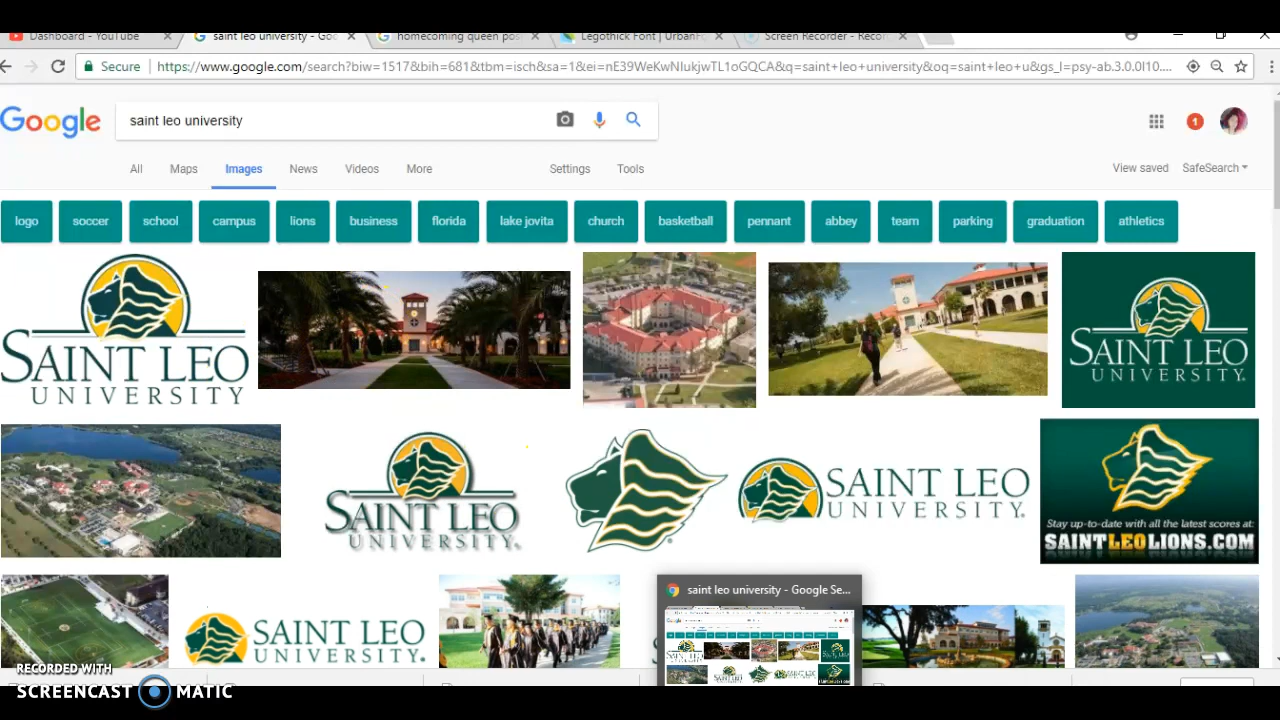 Dashboard - YouTube
saint leo university - Goo
homecoming queen pos
Legothick Font | UrbanF
Screen Recorder - Recor
Secure
https://www.google.com/search?biw=1517&bih=681&tbm=isch&sa=1&ei=nE39WeKwNIukjwTL1oGQCA&q=saint+leo+university&oq=saint+leo+u&gs_l=psy-ab.3.0.0l10....
Google
saint leo university
1
All
Maps
Images
News
Videos
More
Settings
Tools
View saved
SafeSearch
logo
soccer
school
campus
lions
business
florida
lake jovita
church
basketball
pennant
abbey
team
parking
graduation
athletics
SAINT LEO
UNIVERSITY
SAINT LEO
UNIVERSITY
SAINT LEO
UNIVERSITY
SAINT LEO
UNIVERSITY
Stay up-to-date with all the latest scores at:
SAINTLEOLIONS.COM
SAINT LEO
UNIVERSITY
saint leo university - Google Se...
RECORDED WITH
SCREENCAST MATIC